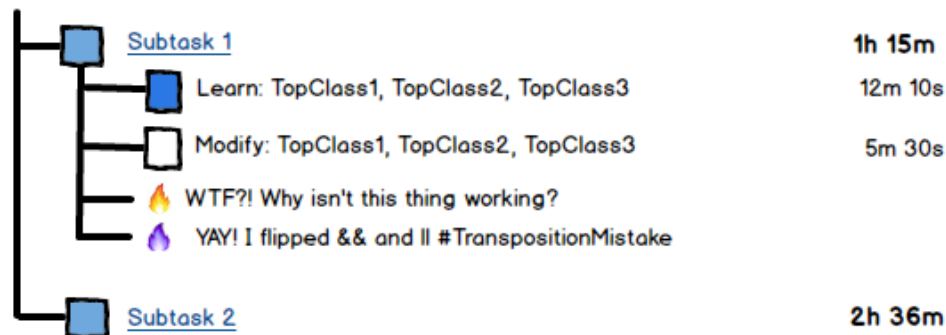 Subtask 1 1h 15m
Learn: TopClass1, TopClass2, TopClass3 12m 10s
Modify: TopClass1, TopClass2, TopClass3 5m 30s
WTF?! Why isn't this thing working?
YAY! I flipped && and || #TranspositionMistake
Subtask 2 2h 36m